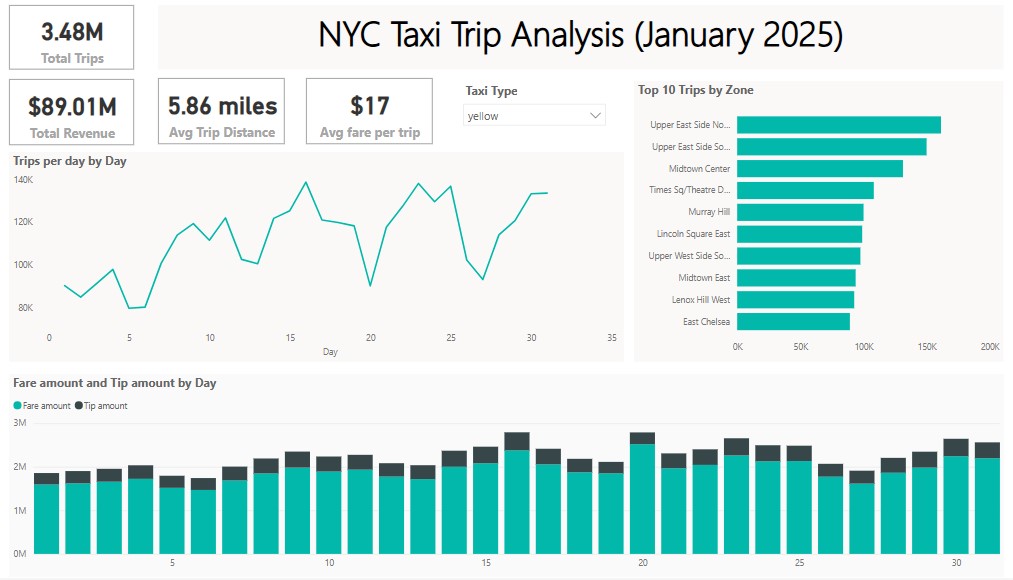 3.48M
Total Trips
NYC Taxi Trip Analysis (January 2025)
$89.01M
Total Revenue
5.86 miles
Avg Trip Distance
$17
Avg fare per trip
Taxi Type
yellow
Top 10 Trips by Zone
Upper East Side No...
Upper East Side So...
Midtown Center
Times Sq/Theatre D...
Murray Hill
Lincoln Square East
Upper West Side So...
Midtown East
Lenox Hill West
East Chelsea
0K 50K 100K 150K 200K
Trips per day by Day
140K
120K
100K
80K
0 5 10 15 20 25 30 35
Day
Fare amount and Tip amount by Day
Fare amount Tip amount
3M
2M
1M
0M
5 10 15 20 25 30